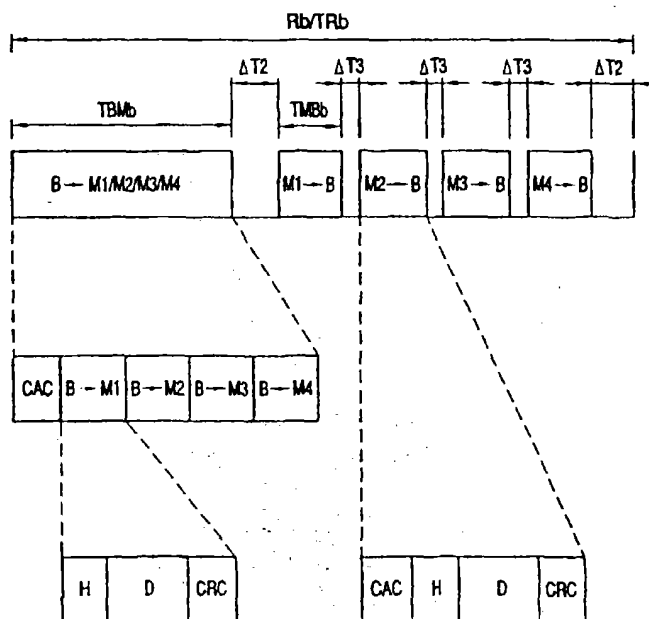 Rb/TRb
ΔT2 ΔT3 ΔT3 ΔT3 ΔT2
TBMb TMBb
B — M1/M2/M3/M4 M1 — B M2 — B M3 — B M4 — B
CAC B — M1 B — M2 B — M3 B — M4
H D CRC CAC H D CRC